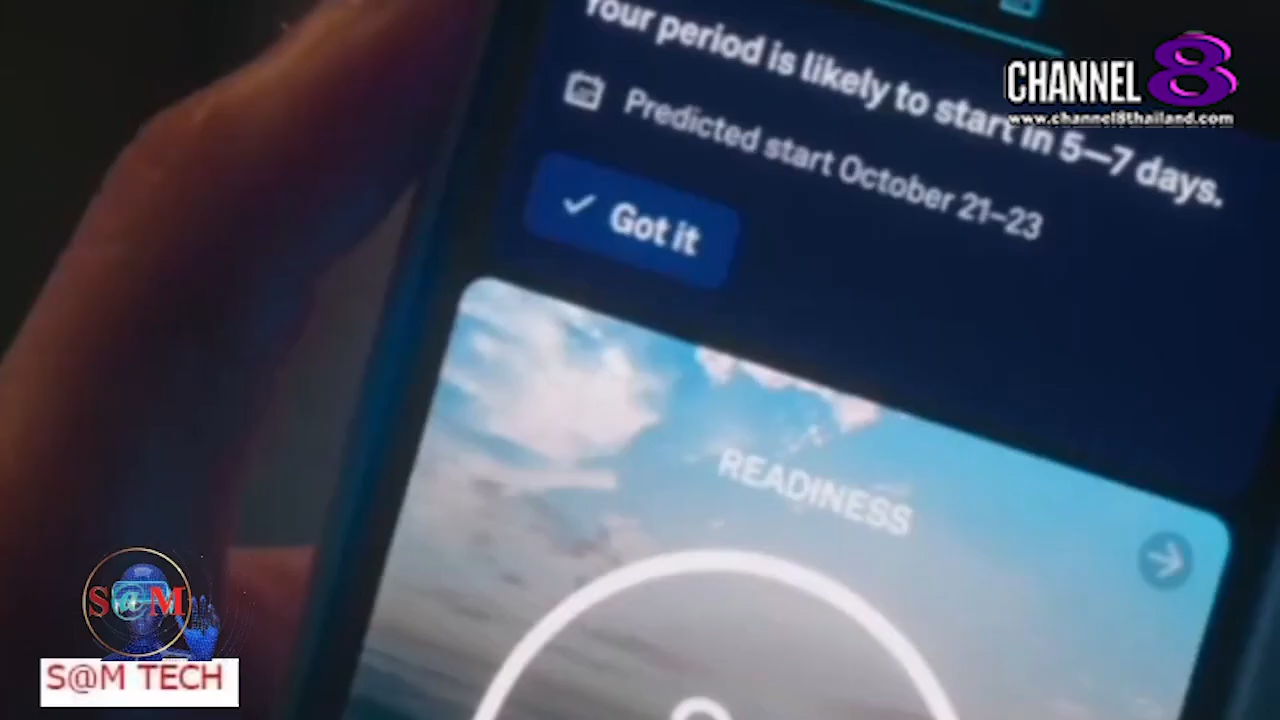 Your period is likely to start in 5–7 days.
Predicted start October 21–23
Got it
READINESS
CHANNEL 8
www.channel8thailand.com
S@M
S@M TECH